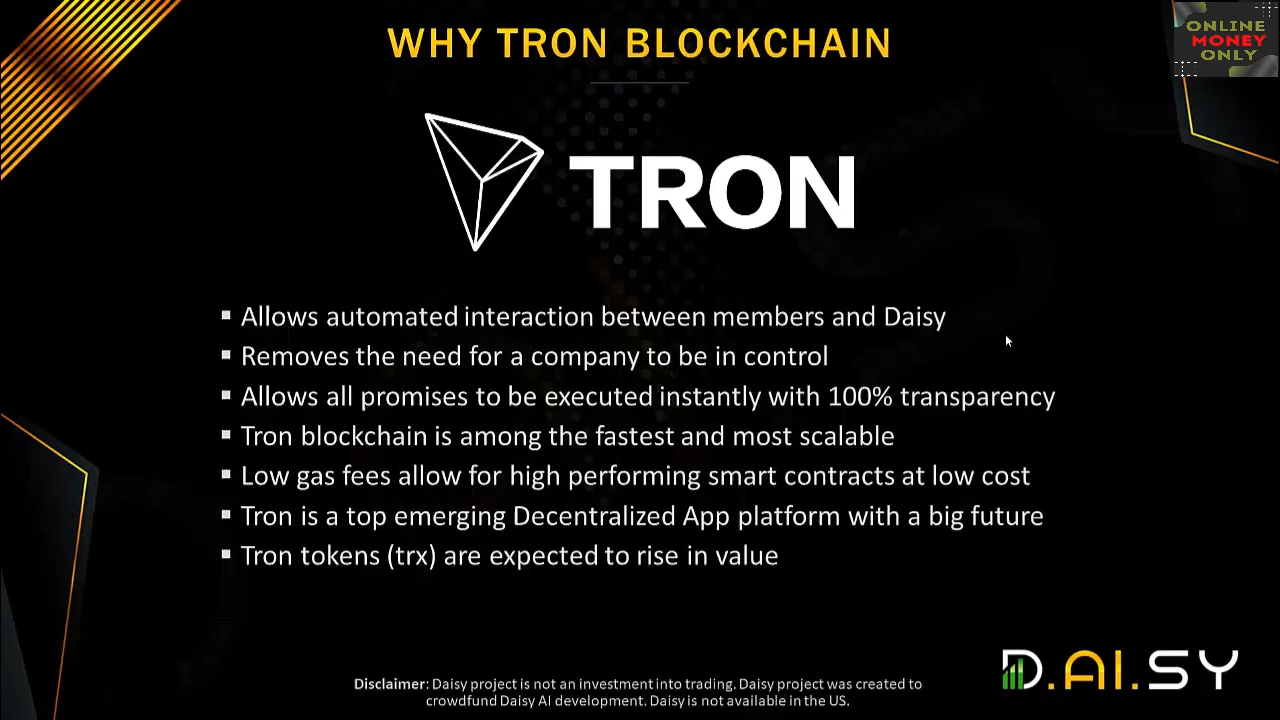 WHY TRON BLOCKCHAIN
ONLINE
MONEY
ONLY
TRON
Allows automated interaction between members and Daisy
Removes the need for a company to be in control
Allows all promises to be executed instantly with 100% transparency
Tron blockchain is among the fastest and most scalable
Low gas fees allow for high performing smart contracts at low cost
Tron is a top emerging Decentralized App platform with a big future
Tron tokens (trx) are expected to rise in value
D.AI.SY
Disclaimer: Daisy project is not an investment into trading. Daisy project was created to
crowdfund Daisy AI development. Daisy is not available in the US.